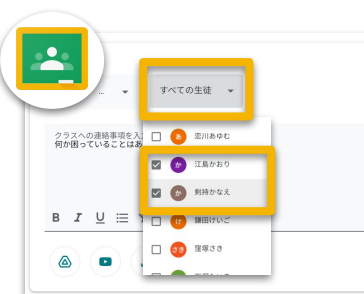 すべての生徒
クラスへの連絡事項を入
何か困っていることはあ
恋川あゆむ
か 江島かおり
か 剣持かなえ
け 鎌田けいご
さき 窪塚さき
B I U